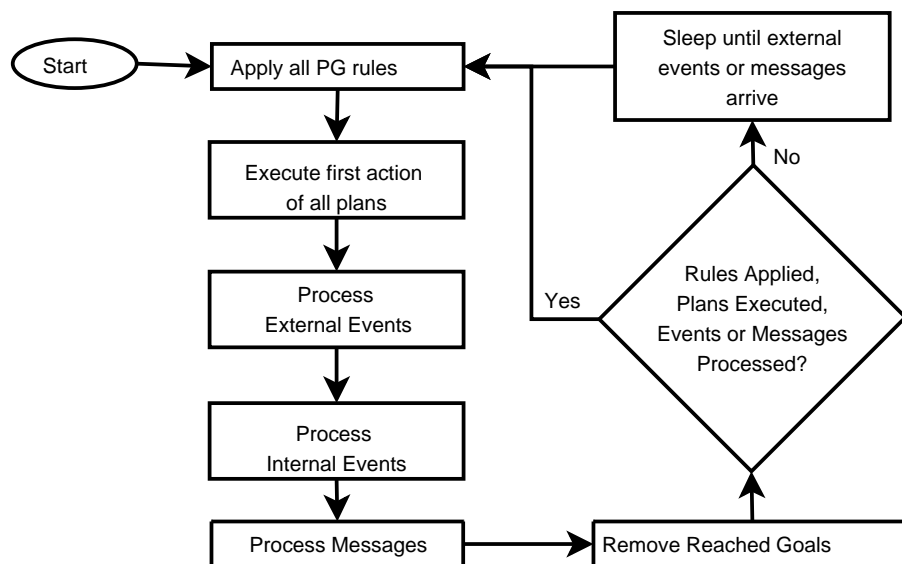 Start
Apply all PG rules
Execute first action
of all plans
Process
External Events
Process
Internal Events
Process Messages
Remove Reached Goals
Rules Applied,
Plans Executed,
Events or Messages
Processed?
Yes
No
Sleep until external
events or messages
arrive